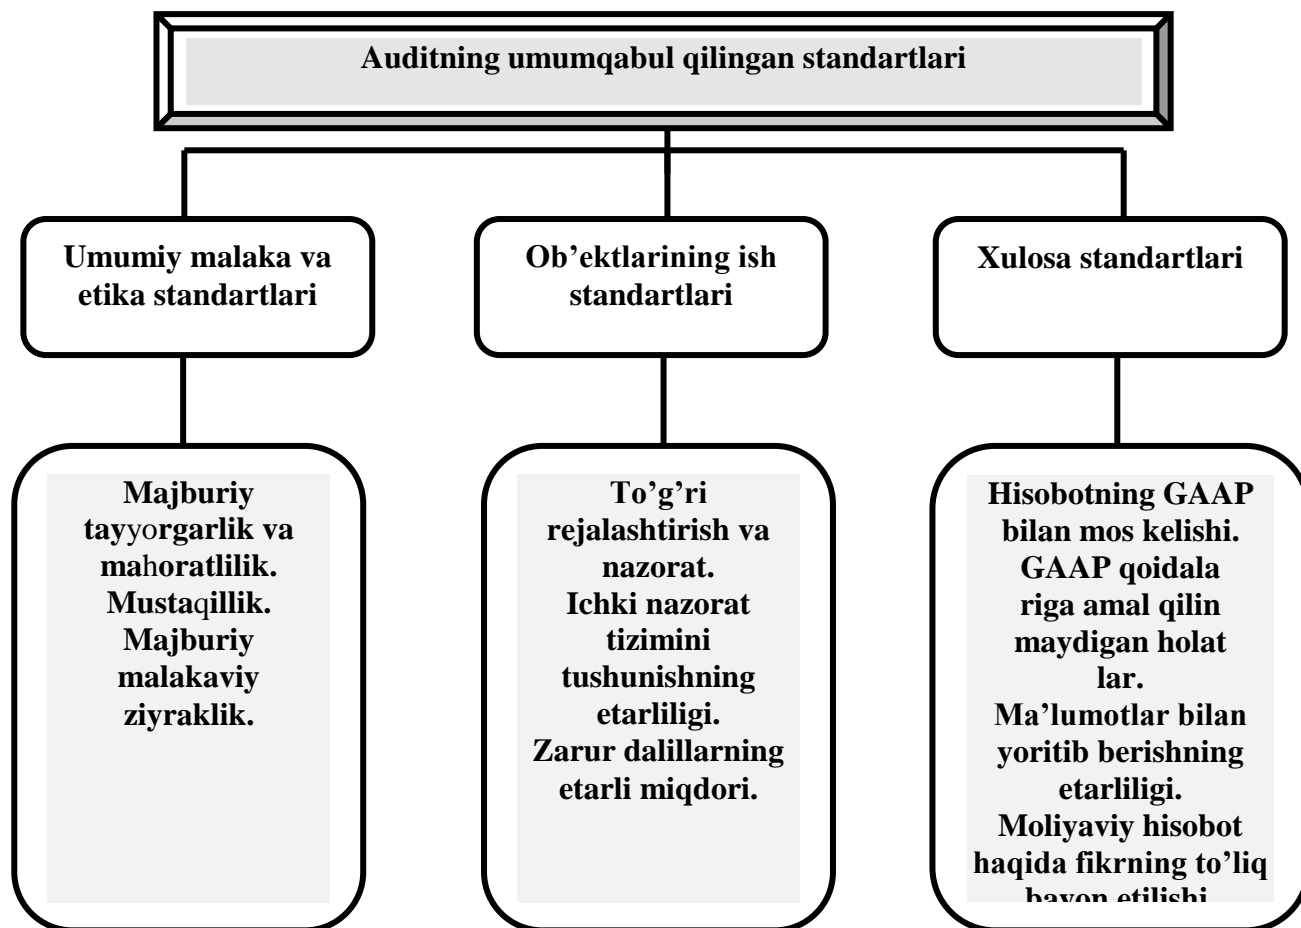 Auditning umumqabul qilingan standartlari
Umumiy malaka va
etika standartlari
Ob’ektlarining ish
standartlari
Xulosa standartlari
Majburiy
tayyorgarlik va
mahoratlilik.
Mustaqillik.
Majburiy
malakaviy
ziyraklik.
To’g’ri
rejalashtirish va
nazorat.
Ichki nazorat
tizimini
tushunishning
etarliligi.
Zarur dalillarning
etarli miqdori.
Hisobotning GAAP
bilan mos kelishi.
GAAP qoidala
riga amal qilin
maydigan holat
lar.
Ma’lumotlar bilan
yoritib berishning
etarliligi.
Moliyaviy hisobot
haqida fikrning to’liq
bayon etilishi